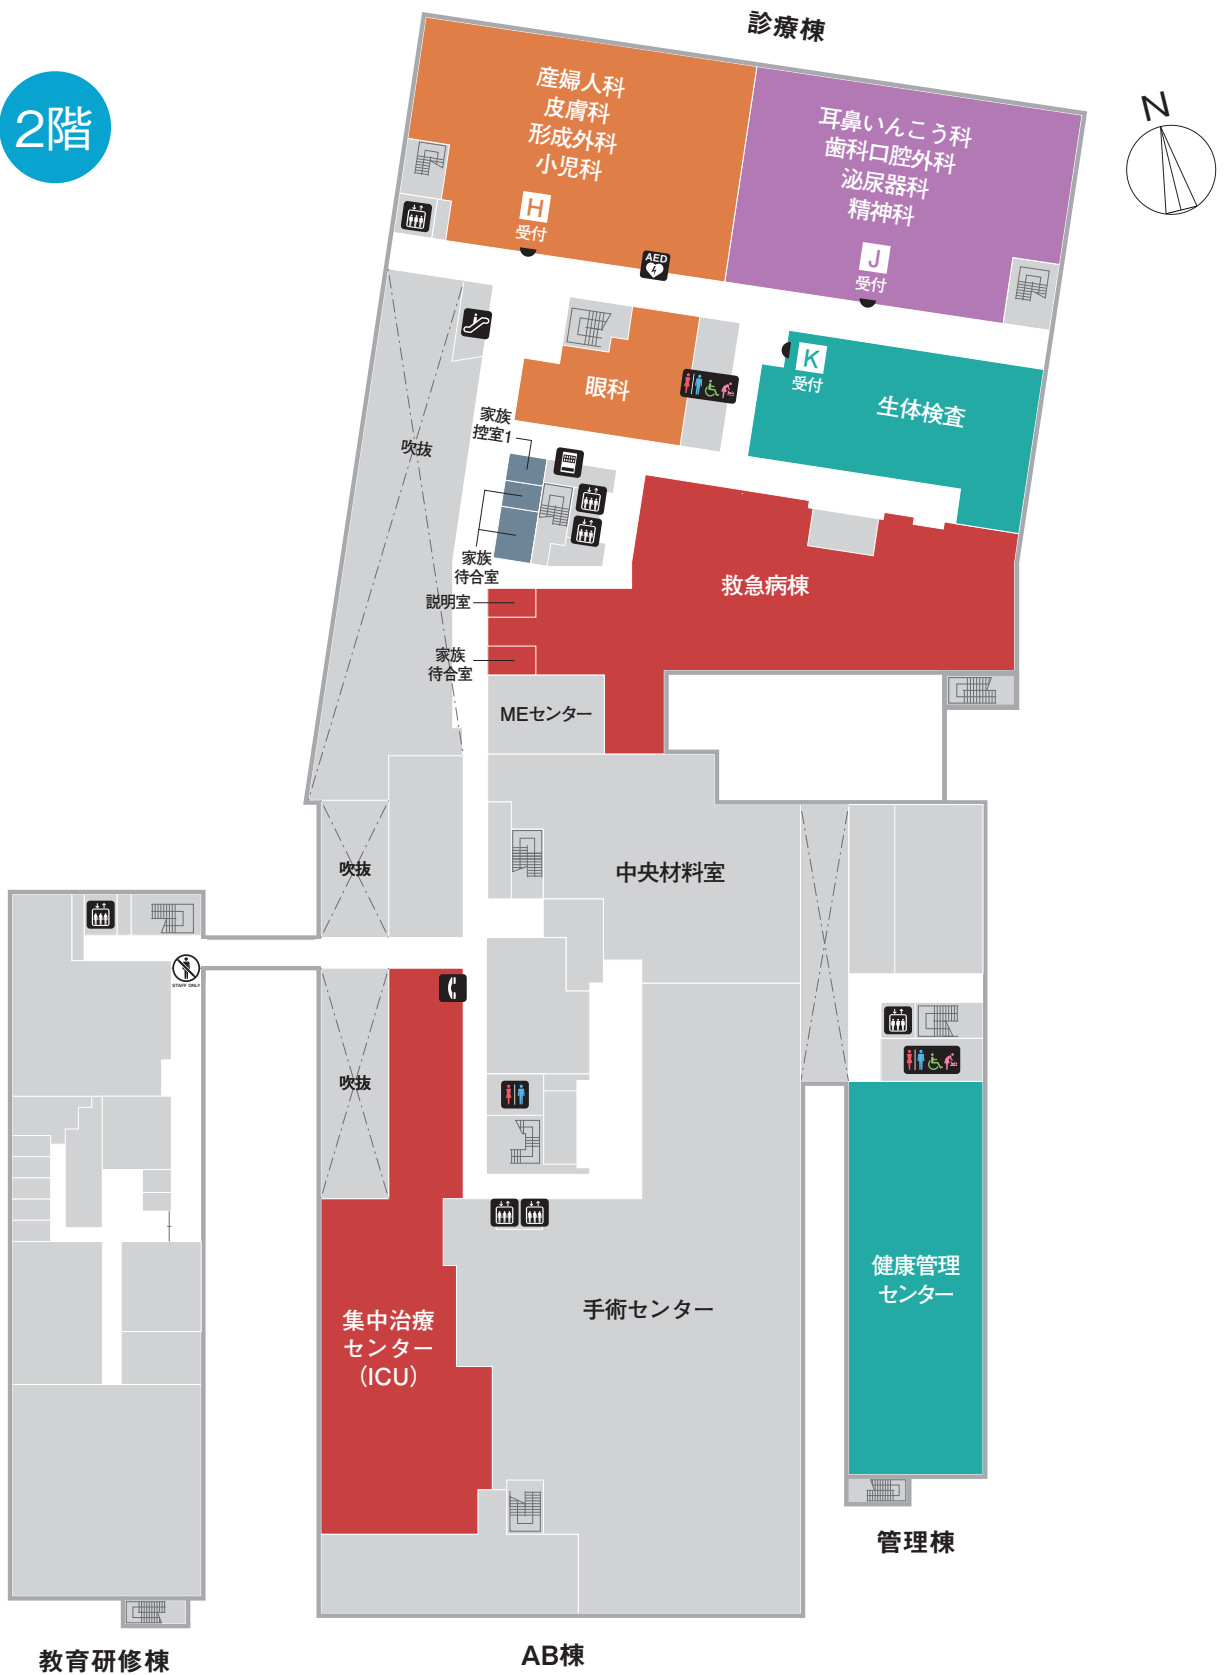 診療棟
2階
N
産婦人科
皮膚科
形成外科
小児科
H
受付
AED
耳鼻いんこう科
歯科口腔外科
泌尿器科
精神科
J
受付
K
受付
生体検査
眼科
家族
控室1
吹抜
家族
待合室
救急病棟
説明室
家族
待合室
MEセンター
吹抜
中央材料室
STAFF ONLY
吹抜
健康管理
センター
手術センター
集中治療
センター
(ICU)
管理棟
AB棟
教育研修棟